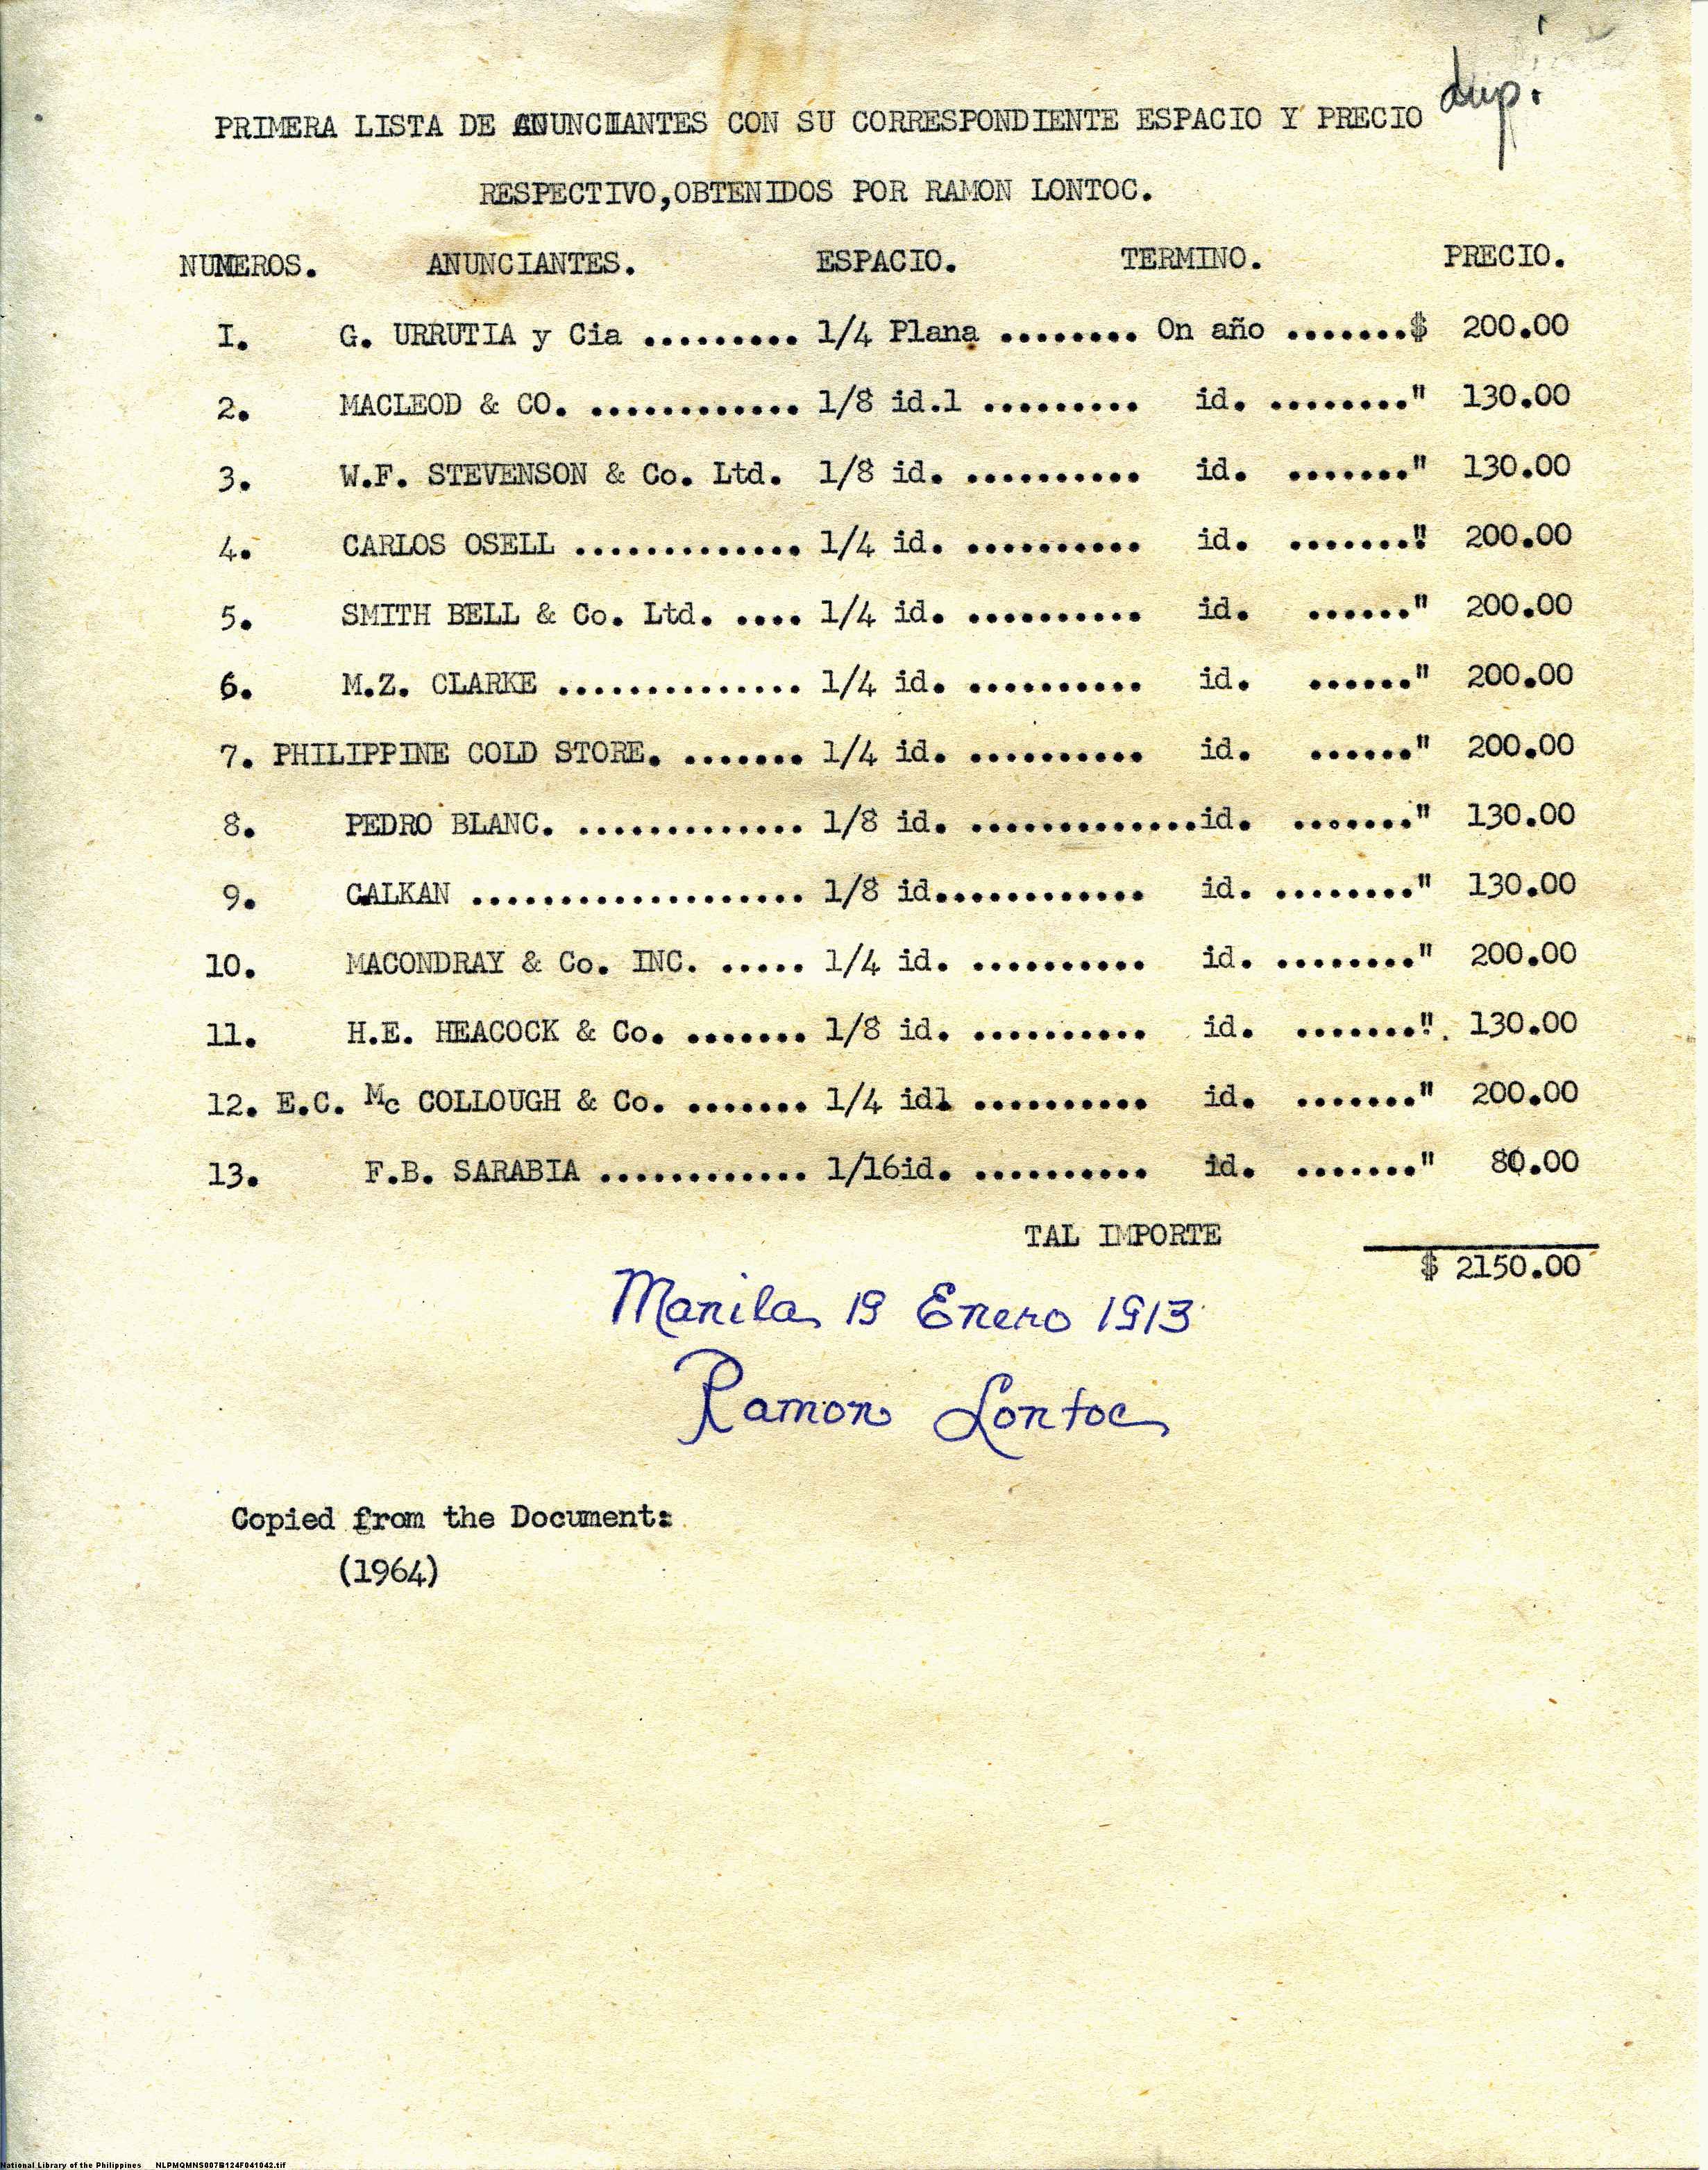 dup.
PRIMERA LISTA DE ANUNCIANTES CON SU CORRESPONDIENTE ESPACIO Y PRECIO
RESPECTIVO,OBTENIDOS POR RAMON LONTOC.
NUMEROS. ANUNCIANTES. ESPACIO. TERMINO. PRECIO.
I. G. URRUTIA y Cia ......... 1/4 Plana ........ On año .......$ 200.00
2. MACLEOD & CO. ............ 1/8 id.1 ......... id. ........" 130.00
3. W.F. STEVENSON & Co. Ltd. 1/8 id. .......... id. ......." 130.00
4. CARLOS OSELL ............. 1/4 id. .......... id. ......." 200.00
5. SMITH BELL & Co. Ltd. .... 1/4 id. .......... id. ......" 200.00
6. M.Z. CLARKE .............. 1/4 id. .......... id. ......" 200.00
7. PHILIPPINE COLD STORE. ....... 1/4 id. .......... id. ......" 200.00
8. PEDRO BLANC. ............. 1/8 id. .............id. ......." 130.00
9. CALKAN ................... 1/8 id............ id. ........" 130.00
10. MACONDRAY & Co. INC. ..... 1/4 id. .......... id. ........" 200.00
11. H.E. HEACOCK & Co. ....... 1/8 id. .......... id. .......". 130.00
12. E.C. Mc COLLOUGH & Co. ....... 1/4 idl .......... id. ......." 200.00
13. F.B. SARABIA ............ 1/16id. .......... id. ......." 80.00
TAL IMPORTE
$ 2150.00
Manila 19 Enero 1913
Ramon Lontoc
Copied from the Document:
(1964)
National Library of the Philippines NLPMQMNS007B124F041042.tif